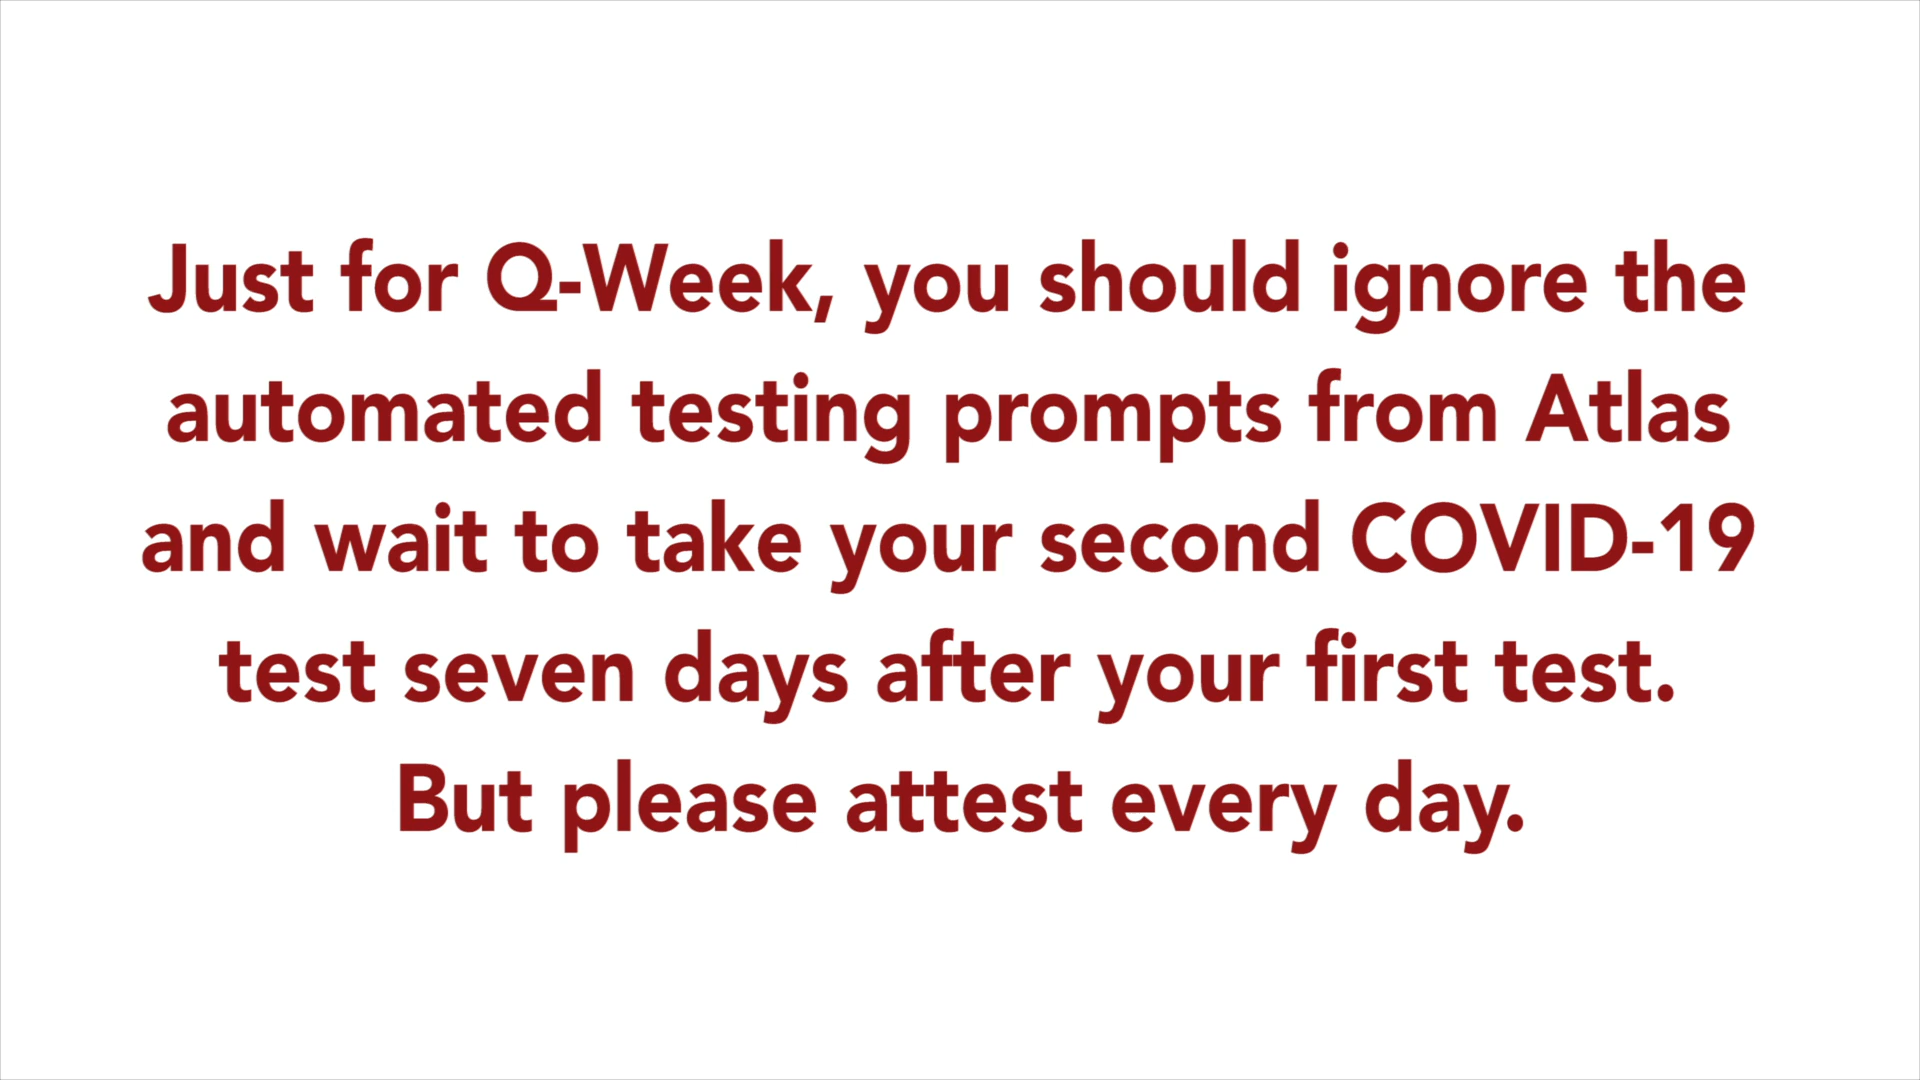 Just for Q-Week, you should ignore the
automated testing prompts from Atlas
and wait to take your second COVID-19
test seven days after your first test.
But please attest every day.